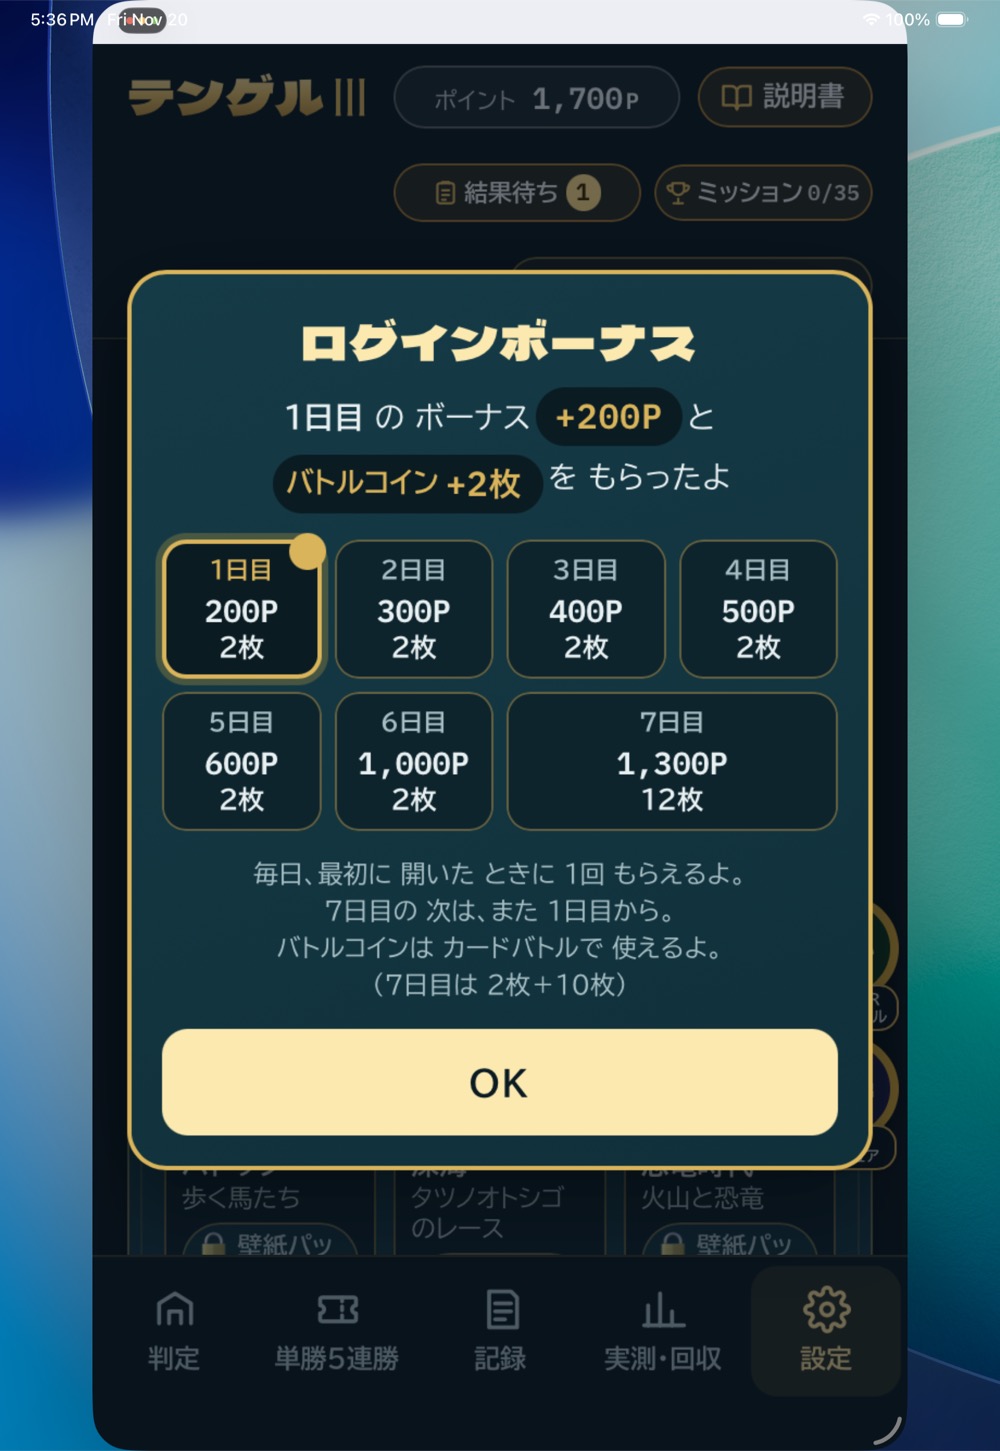 5:36 PM Fri Nov 20
100%
テンゲルIII
ポイント 1,700P
説明書
結果待ち 1
ミッション 0/35
ログインボーナス
1日目 の ボーナス +200P と
バトルコイン +2枚 を もらったよ
1日目
200P
2枚
2日目
300P
2枚
3日目
400P
2枚
4日目
500P
2枚
5日目
600P
2枚
6日目
1,000P
2枚
7日目
1,300P
12枚
毎日、最初に 開いた ときに 1回 もらえるよ。
7日目の 次は、また 1日目から。
バトルコインは カードバトルで 使えるよ。
(7日目は 2枚+10枚)
OK
歩く馬たち
タツノオトシゴ
のレース
火山と恐竜
壁紙パッ
壁紙パッ
判定
単勝5連勝
記録
実測・回収
設定